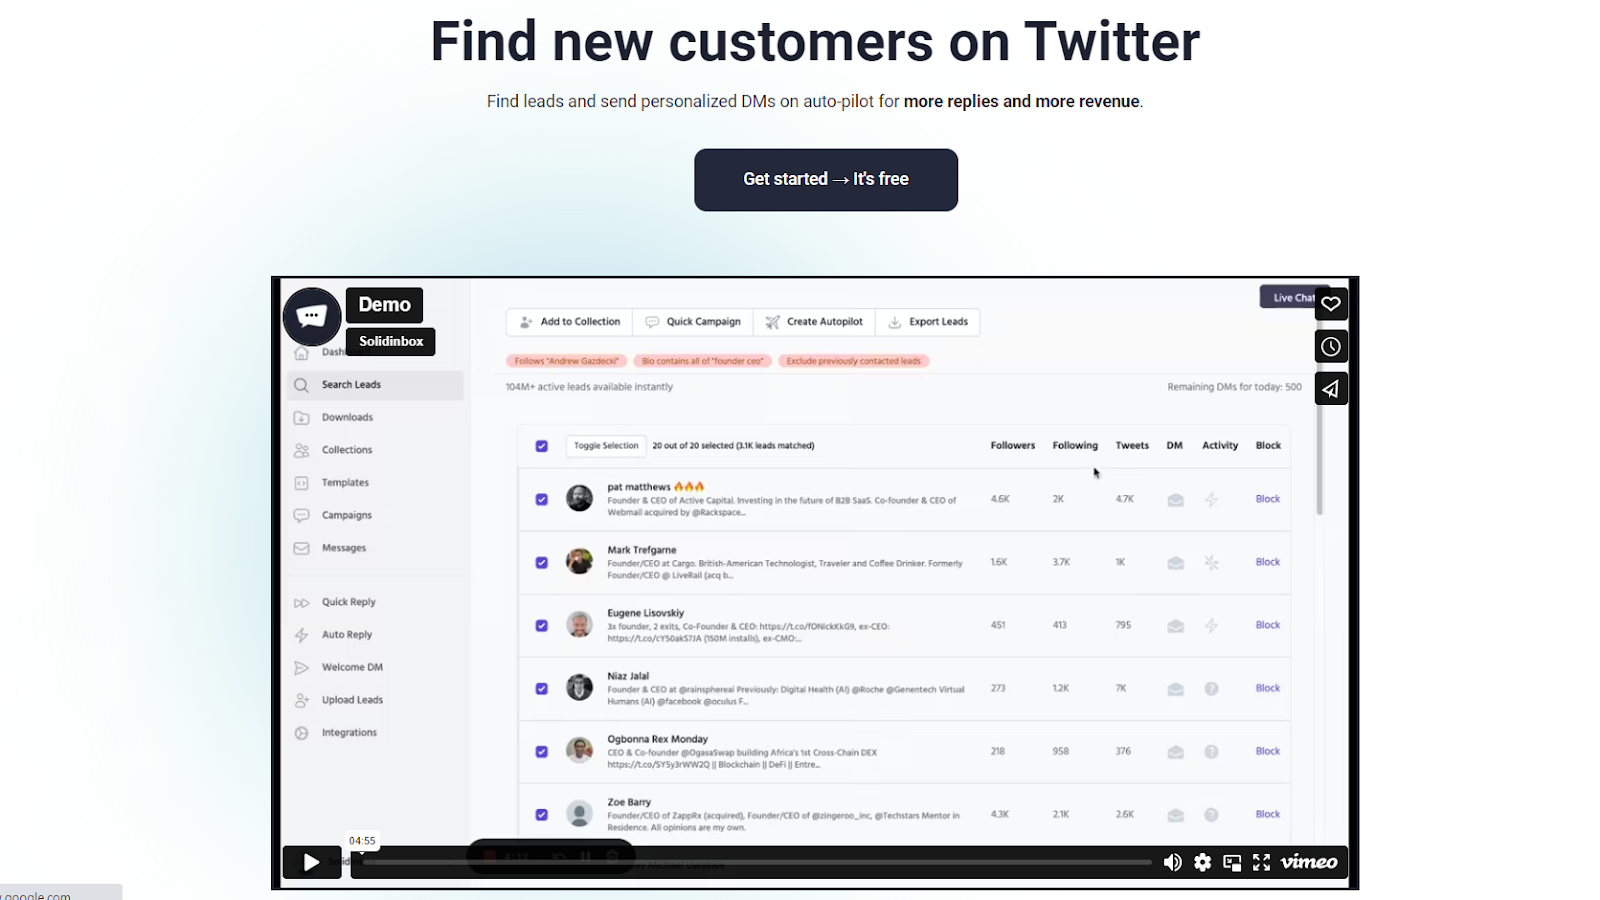 Find new customers on Twitter
Find leads and send personalized DMs on auto-pilot for more replies and more revenue.
Get started → It's free
Demo
Solidinbox
Live Chat
Add to Collection
Quick Campaign
Create Autopilot
Export Leads
Follows "Andrew Gazdecki"
Bio contains all of "founder ceo"
Exclude previously contacted leads
104M+ active leads available instantly
Remaining DMs for today: 500
Search Leads
Downloads
Collections
Templates
Campaigns
Messages
Quick Reply
Auto Reply
Welcome DM
Upload Leads
Integrations
Toggle Selection 20 out of 20 selected (3.1K leads matched) Followers Following Tweets DM Activity Block
pat matthews 🔥🔥🔥
Founder & CEO of Active Capital. Investing in the future of B2B SaaS. Co-founder & CEO of
Webmail acquired by @Rackspace...
4.6K 2K 4.7K Block
Mark Trefgarne
Founder/CEO at Cargo. British-American Technologist, Traveler and Coffee Drinker. Formerly
Founder/CEO @ LiveRail (acq b...
1.6K 3.7K 1K Block
Eugene Lisovskiy
3x founder, 2 exits, Co-Founder & CEO: https://t.co/fONickKkG9, ex-CEO:
https://t.co/cY50akS7JA (150M installs), ex-CMO:...
451 413 795 Block
Niaz Jalal
Founder & CEO at @rainsphereai Previously: Digital Health (AI) @Roche @Genentech Virtual
Humans (AI) @facebook @oculus F...
273 1.2K 7K Block
Ogbonna Rex Monday
CEO & Co-founder @OgasaSwap building Africa's 1st Cross-Chain DEX
https://t.co/SY5y3rWW2Q || Blockchain || DeFi || Entre...
218 958 376 Block
Zoe Barry
Founder/CEO of ZappRx (acquired), Founder/CEO of @zingeroo_inc, @Techstars Mentor in
Residence. All opinions are my own.
4.3K 2.1K 2.6K Block
04:55
vimeo